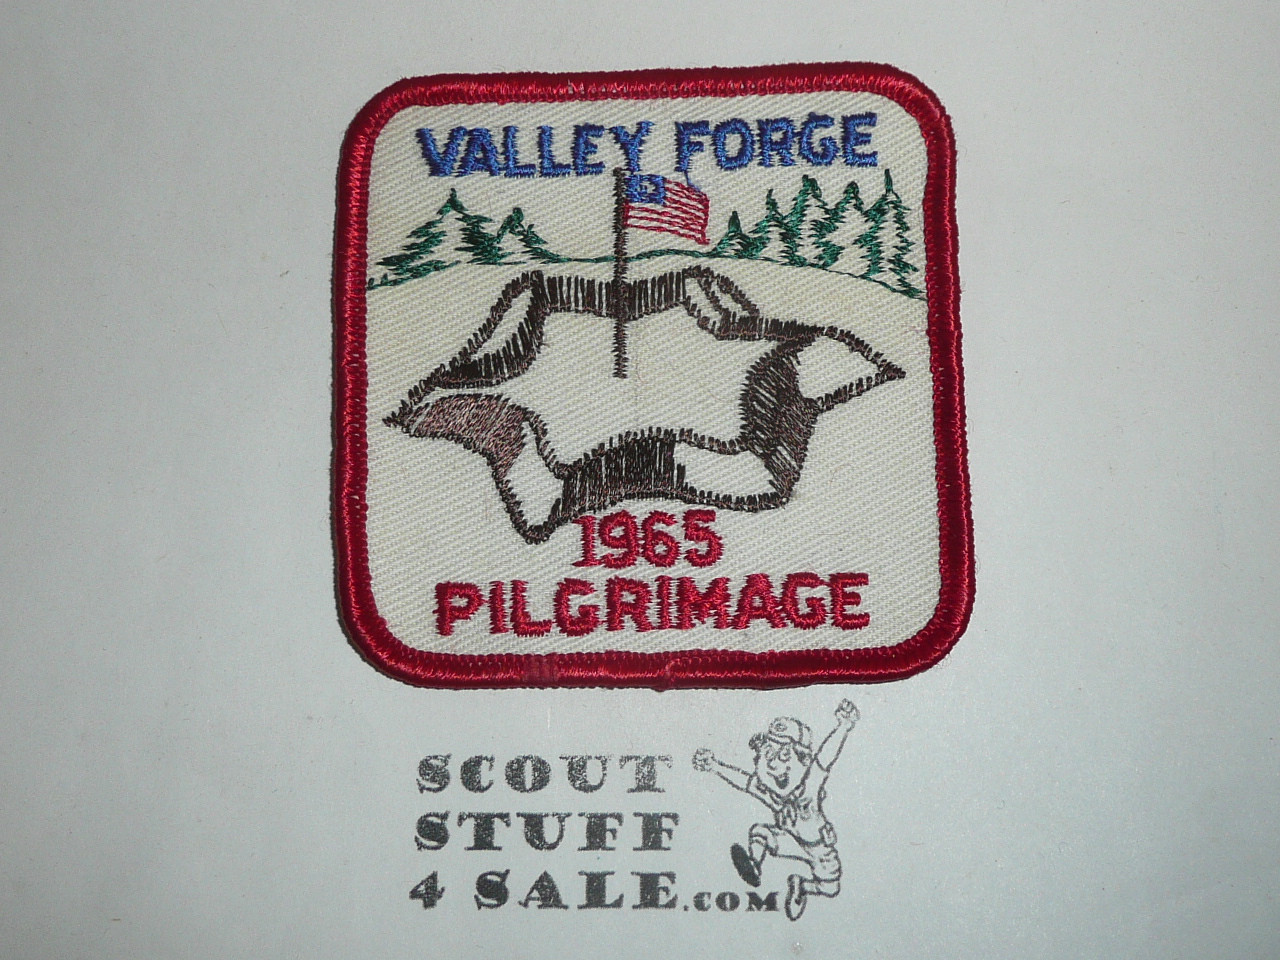 VALLEY FORGE
1965
PILGRIMAGE
SCOUT
STUFF
4 SALE.COM